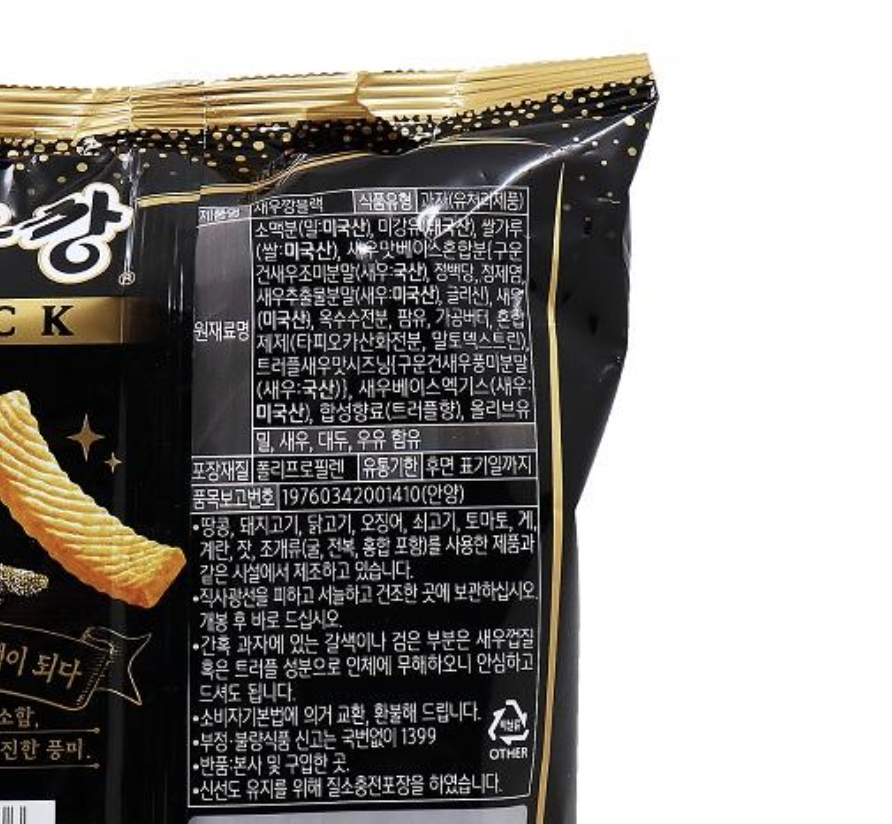 깡®
CK
이 되다
소함,
진한 풍미.
제품명 새우깡블랙 식품유형 과자(유처리제품)
원재료명
소맥분(밀:미국산), 미강유(태국산), 쌀가루
(쌀:미국산), 새우맛베이스혼합분{구운
건새우조미분말(새우:국산), 정백당, 정제염,
새우추출물분말(새우:미국산), 글리신}, 새우
(미국산), 옥수수전분, 팜유, 가공버터, 혼합
제제(타피오카산화전분, 말토덱스트린),
트러플새우맛시즈닝{구운건새우풍미분말
(새우:국산)}, 새우베이스엑기스(새우:
미국산), 합성향료(트러플향), 올리브유
밀, 새우, 대두, 우유 함유
포장재질 폴리프로필렌 유통기한 후면 표기일까지
품목보고번호 19760342001410(안양)
•땅콩, 돼지고기, 닭고기, 오징어, 쇠고기, 토마토, 게,
계란, 잣, 조개류(굴, 전복, 홍합 포함)를 사용한 제품과
같은 시설에서 제조하고 있습니다.
•직사광선을 피하고 서늘하고 건조한 곳에 보관하십시오.
개봉 후 바로 드십시오.
•간혹 과자에 있는 갈색이나 검은 부분은 새우껍질
혹은 트러플 성분으로 인체에 무해하오니 안심하고
드셔도 됩니다.
•소비자기본법에 의거 교환, 환불해 드립니다.
•부정·불량식품 신고는 국번없이 1399
•반품:본사 및 구입한 곳.
•신선도 유지를 위해 질소충전포장을 하였습니다.
OTHER